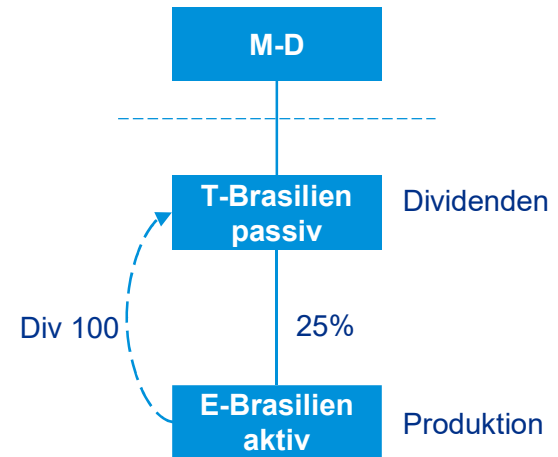 M-D
T-Brasilien
passiv
Dividenden
Div 100
25%
E-Brasilien
aktiv
Produktion